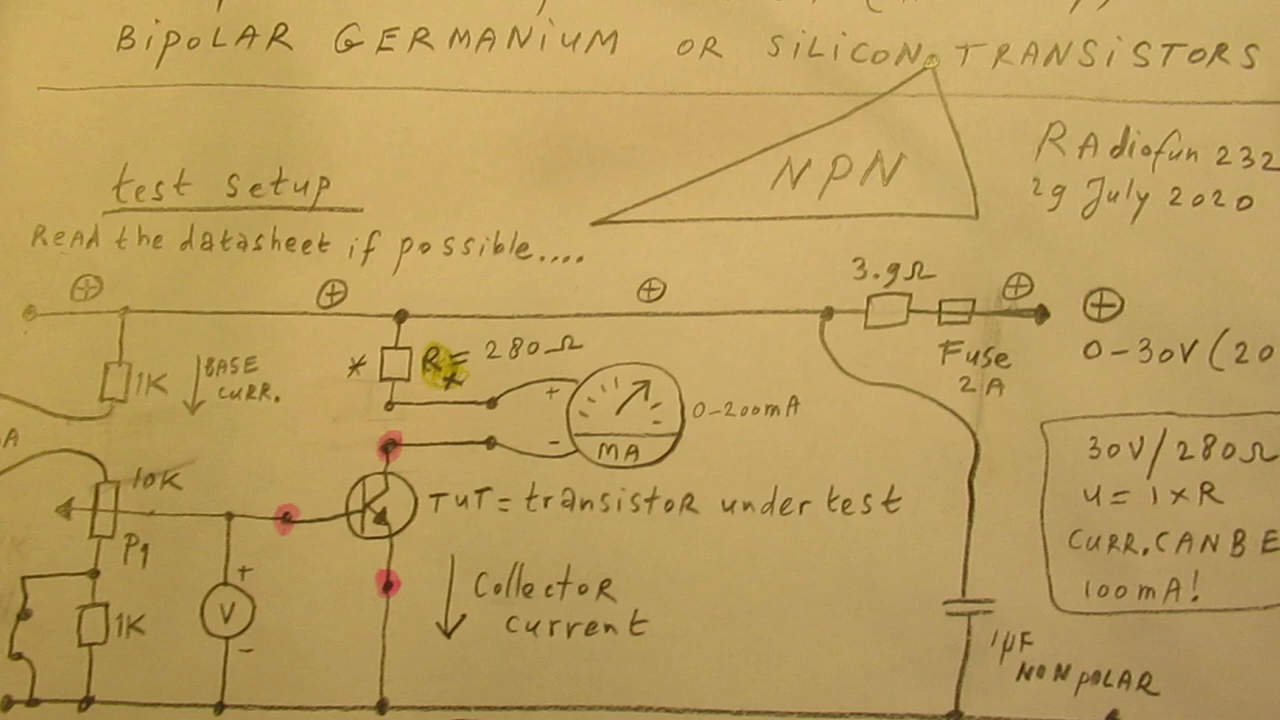 BiPOLAR GERMANIUM OR SiLiCON TRANSiSTORS
NPN
RAdiofun 232
29 July 2020
test setup
READ the datasheet if possible....
3.9Ω
Fuse
2A
0-30V (20
1K
BASE
CURR.
* R* = 280Ω
+
-
MA
0-200mA
30V/280Ω
U = I x R
CURR. CAN BE
100mA!
A
10K
P1
TUT = transistor under test
1K
+
V
-
Collector
current
1µF
NON POLAR